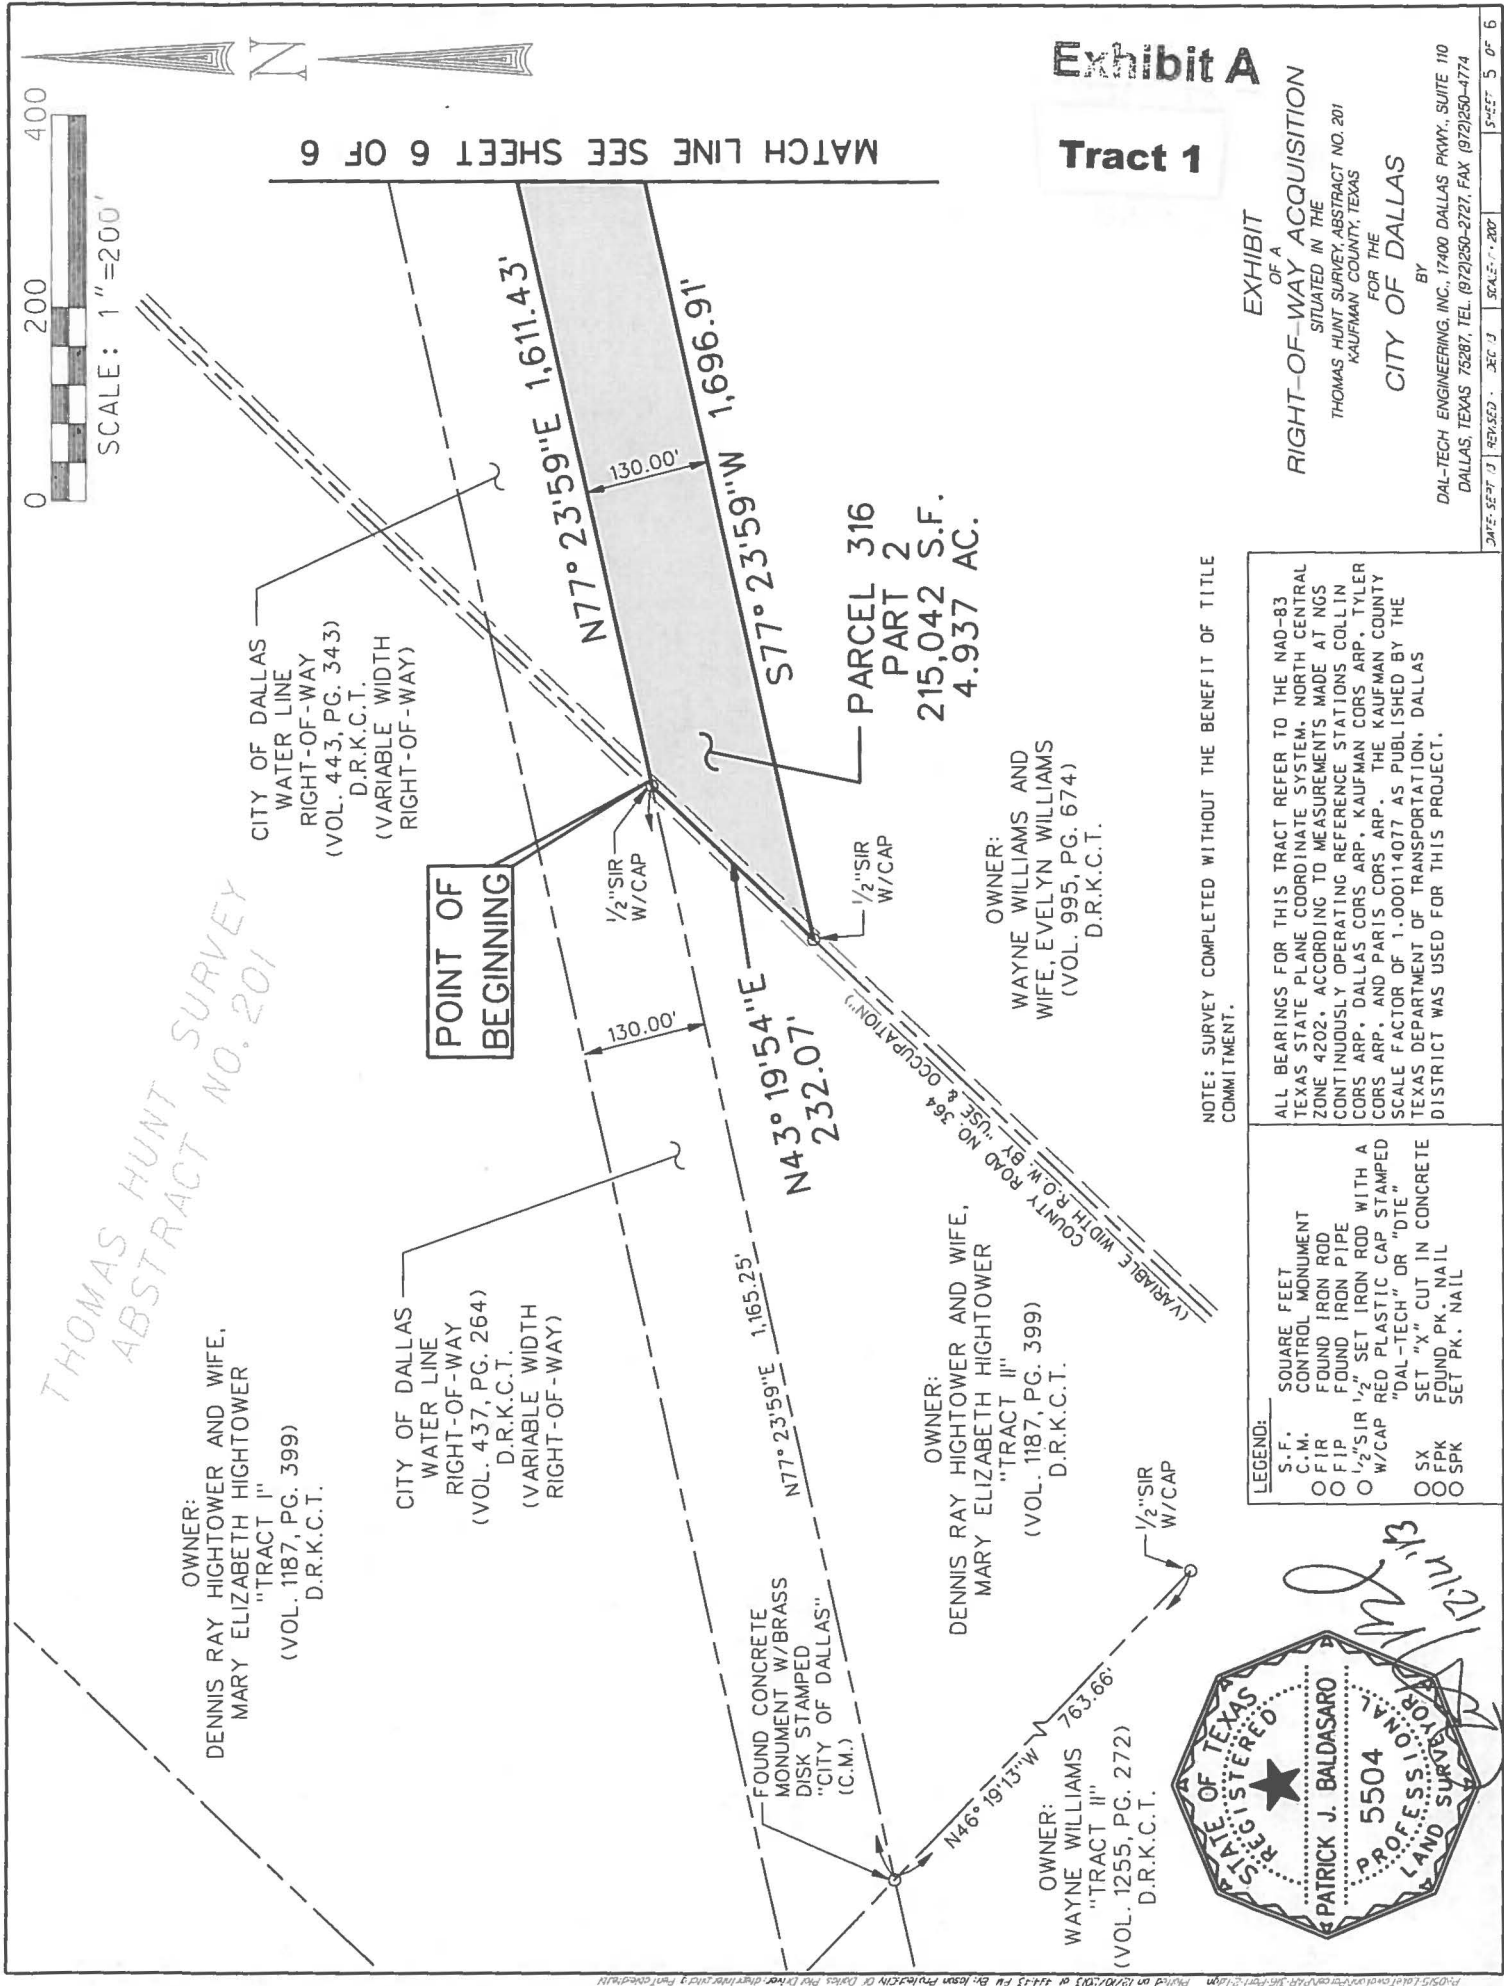 Exhibit A
Tract 1
0 200 400
SCALE: 1"=200'
N
MATCH LINE SEE SHEET 6 OF 6
THOMAS HUNT SURVEY
ABSTRACT NO. 201
OWNER:
DENNIS RAY HIGHTOWER AND WIFE,
MARY ELIZABETH HIGHTOWER
"TRACT I"
(VOL. 1187, PG. 399)
D.R.K.C.T.
CITY OF DALLAS
WATER LINE
RIGHT-OF-WAY
(VOL. 437, PG. 264)
D.R.K.C.T.
(VARIABLE WIDTH
RIGHT-OF-WAY)
CITY OF DALLAS
WATER LINE
RIGHT-OF-WAY
(VOL. 443, PG. 343)
D.R.K.C.T.
(VARIABLE WIDTH
RIGHT-OF-WAY)
POINT OF
BEGINNING
1/2"SIR
W/CAP
N77° 23'59"E 1,611.43'
130.00'
S77° 23'59"W 1,696.91'
PARCEL 316
PART 2
215,042 S.F.
4.937 AC.
130.00'
N43° 19'54"E
232.07'
1/2"SIR
W/CAP
N77° 23'59"E 1,165.25'
FOUND CONCRETE
MONUMENT W/BRASS
DISK STAMPED
"CITY OF DALLAS"
(C.M.)
OWNER:
DENNIS RAY HIGHTOWER AND WIFE,
MARY ELIZABETH HIGHTOWER
"TRACT II"
(VOL. 1187, PG. 399)
D.R.K.C.T.
COUNTY ROAD NO. 364
(VARIABLE WIDTH R.O.W. BY "USE & OCCUPATION")
OWNER:
WAYNE WILLIAMS AND
WIFE, EVELYN WILLIAMS
(VOL. 995, PG. 674)
D.R.K.C.T.
1/2"SIR
W/CAP
N46° 19'13"W 763.66'
OWNER:
WAYNE WILLIAMS
"TRACT II"
(VOL. 1255, PG. 272)
D.R.K.C.T.
NOTE: SURVEY COMPLETED WITHOUT THE BENEFIT OF TITLE
COMMITMENT.
STATE OF TEXAS
REGISTERED
PATRICK J. BALDASARO
5504
PROFESSIONAL
LAND SURVEYOR
LEGEND:
S.F. SQUARE FEET
C.M. CONTROL MONUMENT
O FIR FOUND IRON ROD
O FIP FOUND IRON PIPE
O 1/2"SIR 1/2" SET IRON ROD WITH A
W/CAP RED PLASTIC CAP STAMPED
"DAL-TECH" OR "DTE"
O SX SET "X" CUT IN CONCRETE
O FPK FOUND PK. NAIL
O SPK SET PK. NAIL
ALL BEARINGS FOR THIS TRACT REFER TO THE NAD-83
TEXAS STATE PLANE COORDINATE SYSTEM, NORTH CENTRAL
ZONE 4202, ACCORDING TO MEASUREMENTS MADE AT NGS
CONTINUOUSLY OPERATING REFERENCE STATIONS COLLIN
CORS ARP, DALLAS CORS ARP, KAUFMAN CORS ARP, TYLER
CORS ARP, AND PARIS CORS ARP. THE KAUFMAN COUNTY
SCALE FACTOR OF 1.000114077 AS PUBLISHED BY THE
TEXAS DEPARTMENT OF TRANSPORTATION, DALLAS
DISTRICT WAS USED FOR THIS PROJECT.
EXHIBIT
OF A
RIGHT-OF-WAY ACQUISITION
SITUATED IN THE
THOMAS HUNT SURVEY, ABSTRACT NO. 201
KAUFMAN COUNTY, TEXAS
FOR THE
CITY OF DALLAS
BY
DAL-TECH ENGINEERING, INC., 17400 DALLAS PKWY., SUITE 110
DALLAS, TEXAS 75287, TEL. (972)250-2727, FAX (972)250-4774
DATE: SEPT 13 REVISED: DEC 13 SCALE: 1"=200' SHEET 5 OF 6